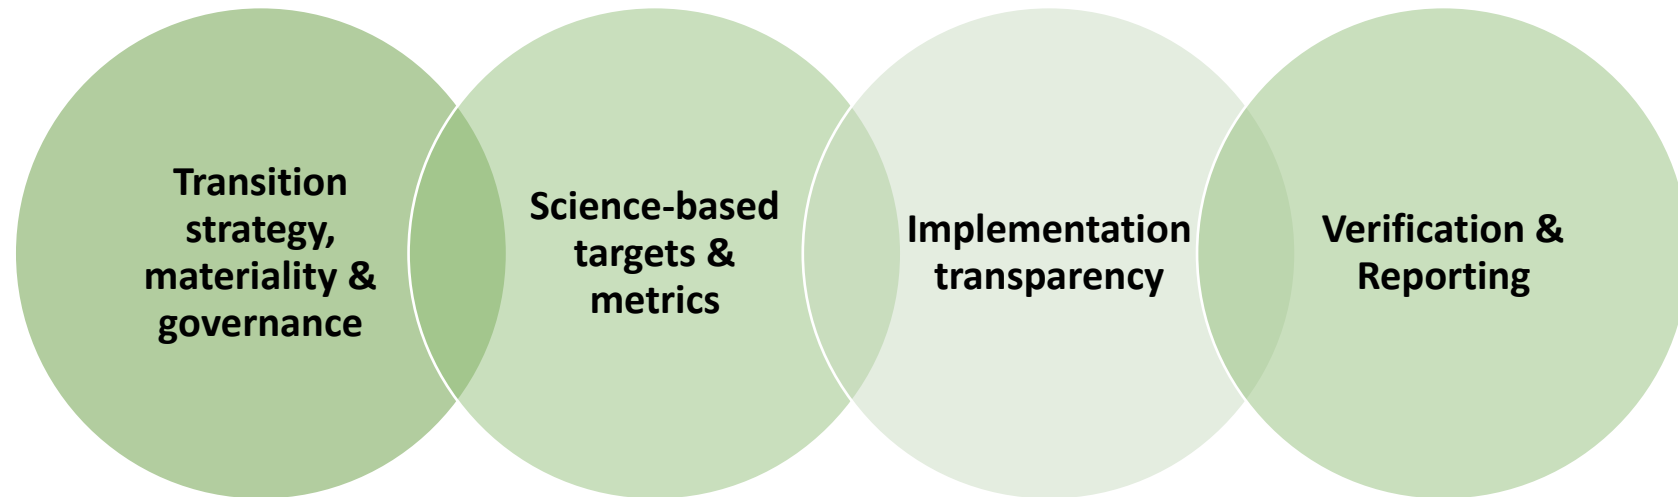 Transition
strategy,
materiality &
governance
Science-based
targets &
metrics
Implementation
transparency
Verification &
Reporting